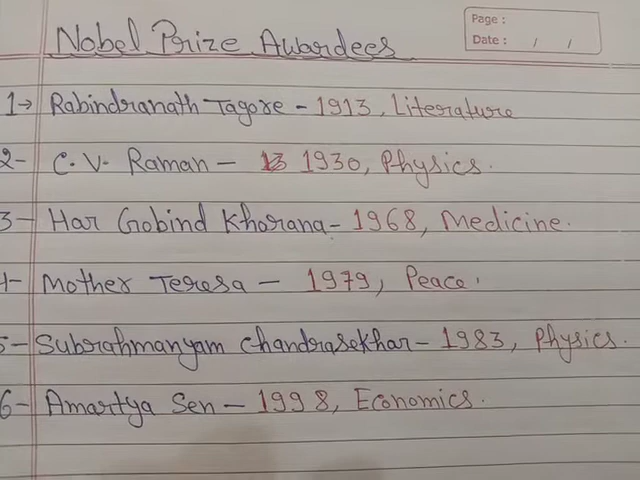 Nobel Prize Awardees
Page :
Date : / /
1→ Rabindranath Tagore - 1913, Literature
2- C.V. Raman - 1930, Physics.
3- Har Gobind Khorana - 1968, Medicine.
4- Mother Teresa - 1979, Peace.
5- Subrahmanyam Chandrasekhar - 1983, Physics.
6- Amartya Sen - 1998, Economics.